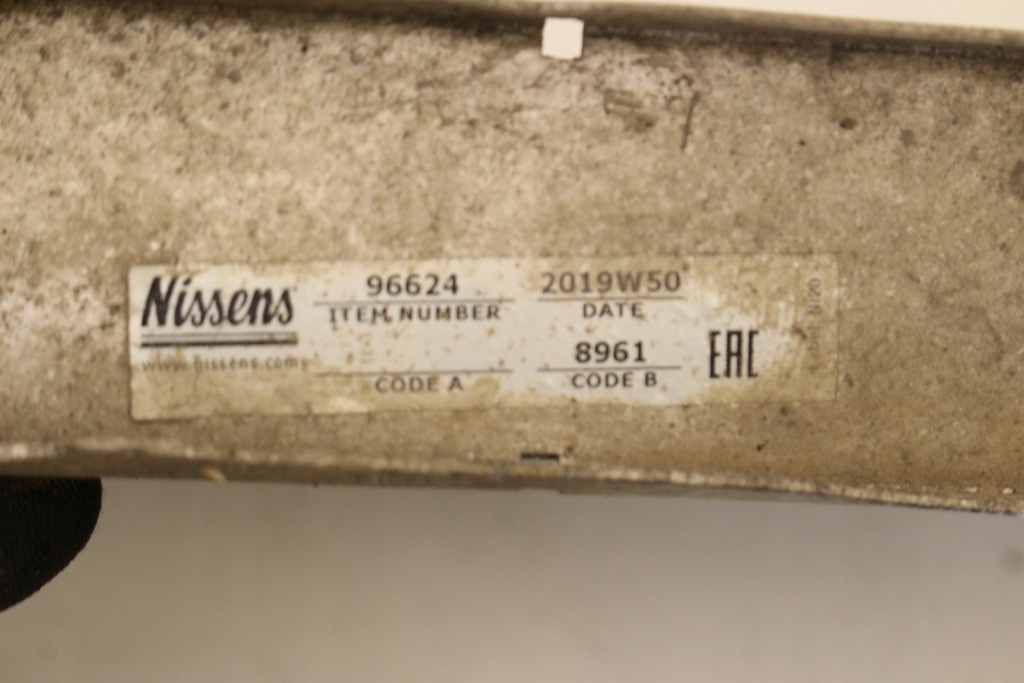 Nissens
www.nissens.com
96624
ITEM NUMBER
CODE A
2019W50
DATE
8961
CODE B
EAC